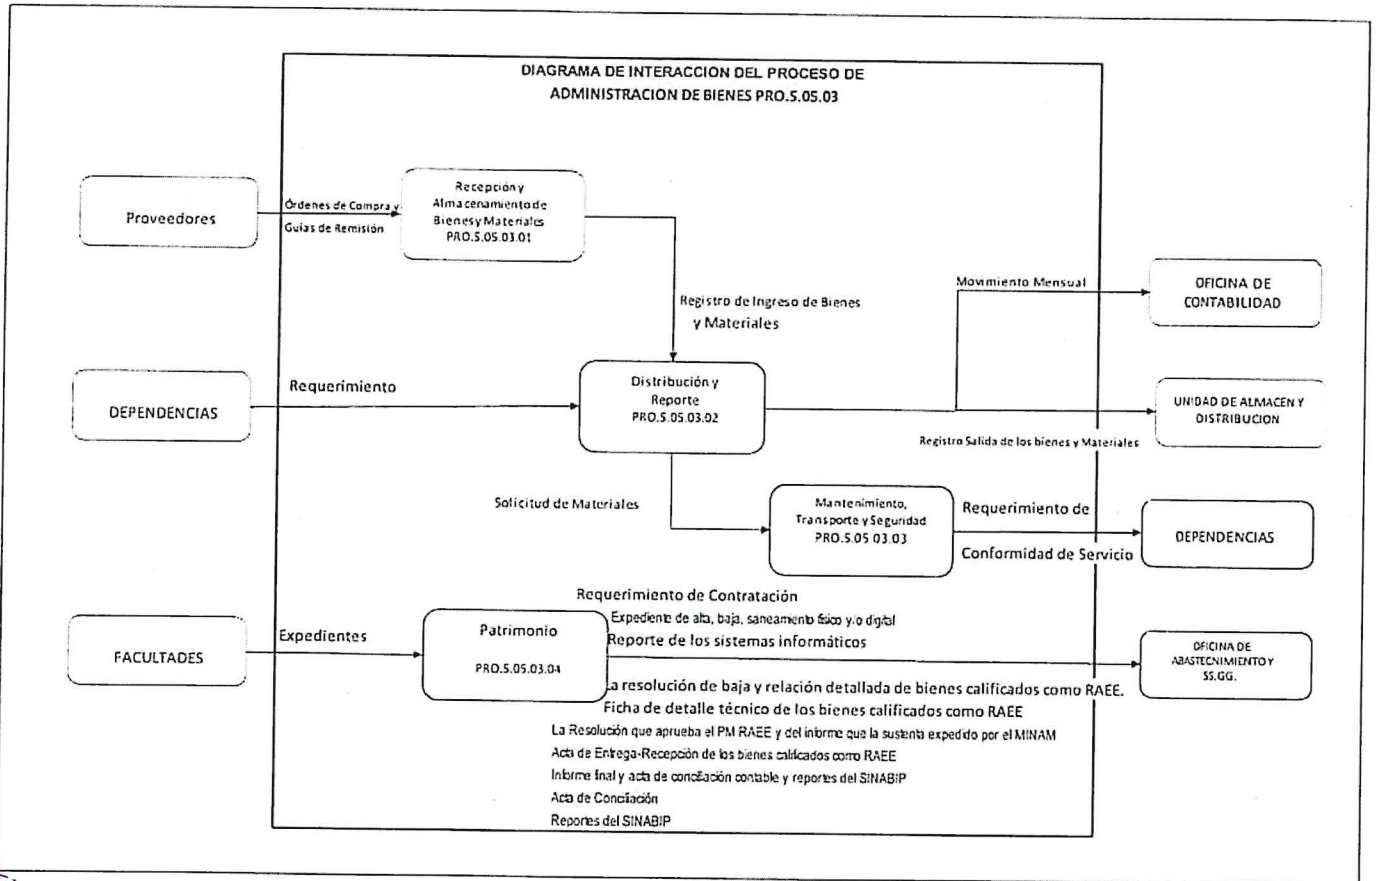 DIAGRAMA DE INTERACCION DEL PROCESO DE
ADMINISTRACION DE BIENES PRO.S.05.03
Proveedores
Órdenes de Compra y
Guías de Remisión
Recepción y
Almacenamiento de
Bienes y Materiales
PRO.S.05.03.01
Registro de Ingreso de Bienes
y Materiales
Movimiento Mensual
OFICINA DE
CONTABILIDAD
DEPENDENCIAS
Requerimiento
Distribución y
Reporte
PRO.S.05.03.02
UNIDAD DE ALMACEN Y
DISTRIBUCION
Registro Salida de los bienes y Materiales
Solicitud de Materiales
Mantenimiento,
Transporte y Seguridad
PRO.S.05.03.03
Requerimiento de
Conformidad de Servicio
DEPENDENCIAS
FACULTADES
Expedientes
Patrimonio
PRO.S.05.03.04
Requerimiento de Contratación
Expediente de alta, baja, saneamiento físico y/o digital
Reporte de los sistemas informáticos
OFICINA DE
ABASTECNIMIENTO Y
SS.GG.
La resolución de baja y relación detallada de bienes calificados como RAEE.
Ficha de detalle técnico de los bienes calificados como RAEE
La Resolución que aprueba el PM RAEE y del informe que la sustenta expedido por el MINAM
Acta de Entrega-Recepción de los bienes calificados como RAEE
Informe final y acta de conciliación contable y reportes del SINABIP
Acta de Conciliación
Reportes del SINABIP